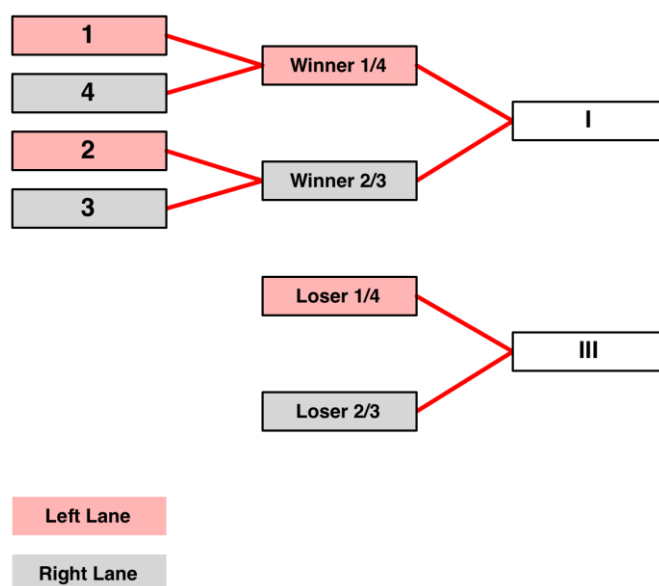 1
4
2
3
Winner 1/4
Winner 2/3
I
Loser 1/4
Loser 2/3
III
Left Lane
Right Lane